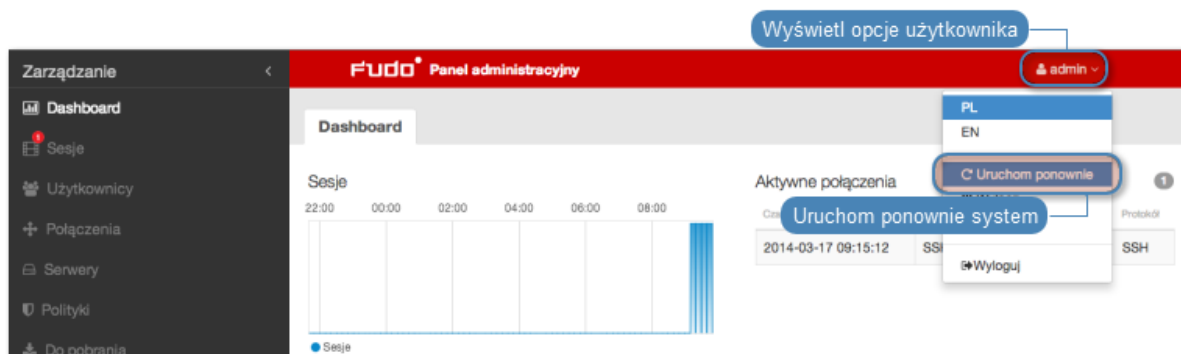 Wyświetl opcje użytkownika
Zarządzanie
FUDO Panel administracyjny
admin
Dashboard
Sesje
1
Użytkownicy
Połączenia
Serwery
Polityki
Do pobrania
Dashboard
PL
EN
Uruchom ponownie
Wyloguj
Uruchom ponownie system
Sesje
22:00 00:00 02:00 04:00 06:00 08:00
Sesje
Aktywne połączenia
1
Protokół
2014-03-17 09:15:12 SSH